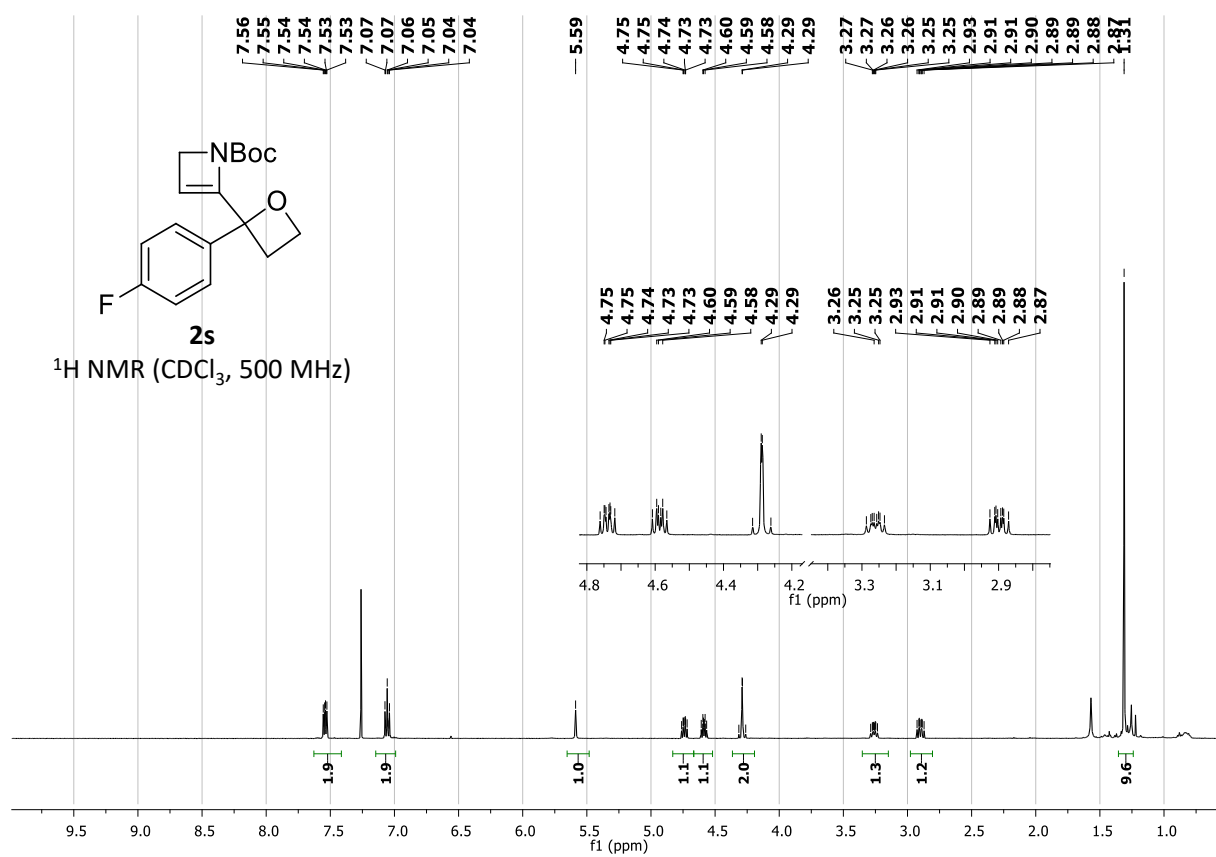 7.56 7.55 7.54 7.54 7.53 7.53 7.07 7.07 7.06 7.05 7.04 7.04 5.59 4.75 4.75 4.74 4.73 4.73 4.60 4.59 4.58 4.29 4.29 3.27 3.27 3.26 3.26 3.25 3.25 2.93 2.91 2.91 2.90 2.89 2.89 2.88 2.87 1.31
NBoc
O
F
2s
¹H NMR (CDCl₃, 500 MHz)
4.75 4.75 4.74 4.73 4.73 4.60 4.59 4.58 4.29 4.29 3.26 3.25 3.25 2.93 2.91 2.91 2.90 2.89 2.89 2.88 2.87
4.8 4.6 4.4 4.2 3.3 3.1 2.9
f1 (ppm)
1.9 1.9 1.0 1.1 1.1 2.0 1.3 1.2 9.6
9.5 9.0 8.5 8.0 7.5 7.0 6.5 6.0 5.5 5.0 4.5 4.0 3.5 3.0 2.5 2.0 1.5 1.0
f1 (ppm)